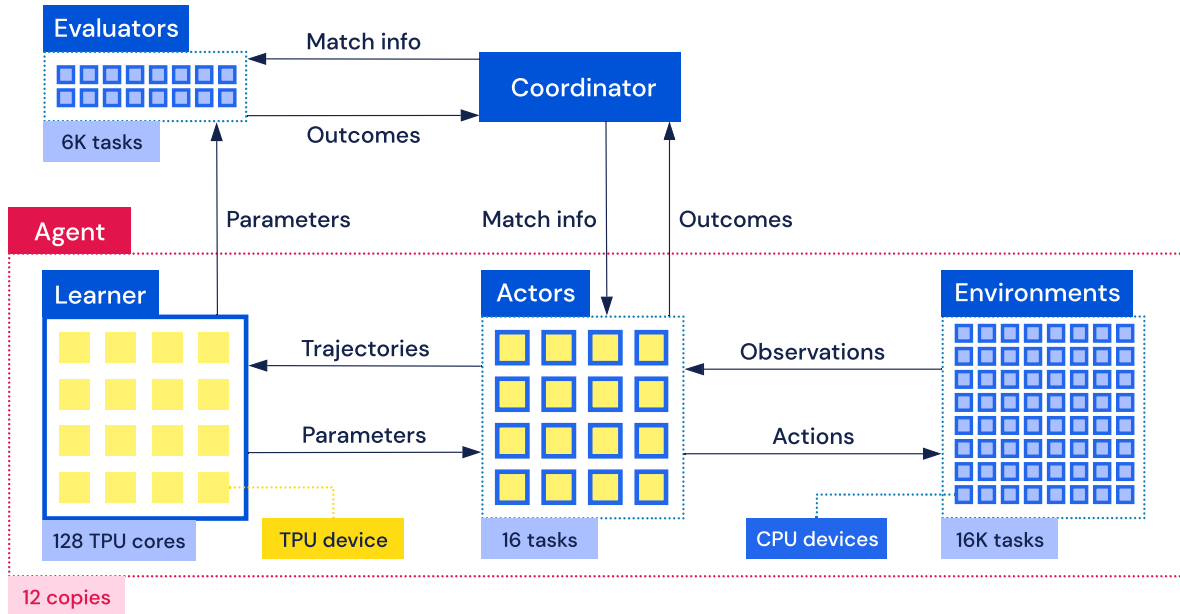 Evaluators
Match info
Coordinator
Outcomes
6K tasks
Parameters
Match info
Outcomes
Agent
Learner
Actors
Environments
Trajectories
Observations
Parameters
Actions
128 TPU cores
TPU device
16 tasks
CPU devices
16K tasks
12 copies